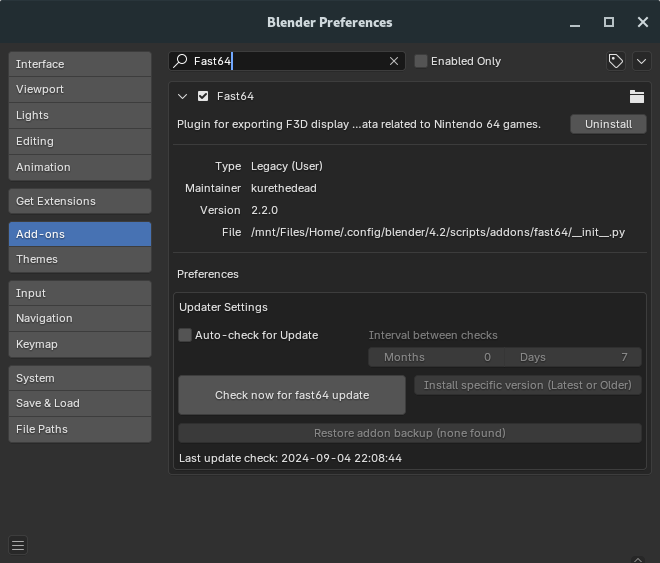 Blender Preferences
Interface
Viewport
Lights
Editing
Animation
Get Extensions
Add-ons
Themes
Input
Navigation
Keymap
System
Save & Load
File Paths
Fast64
Enabled Only
Fast64
Plugin for exporting F3D display ...ata related to Nintendo 64 games.
Uninstall
Type Legacy (User)
Maintainer kurethedead
Version 2.2.0
File /mnt/Files/Home/.config/blender/4.2/scripts/addons/fast64/__init__.py
Preferences
Updater Settings
Auto-check for Update
Interval between checks
Months 0 Days 7
Check now for fast64 update
Install specific version (Latest or Older)
Restore addon backup (none found)
Last update check: 2024-09-04 22:08:44